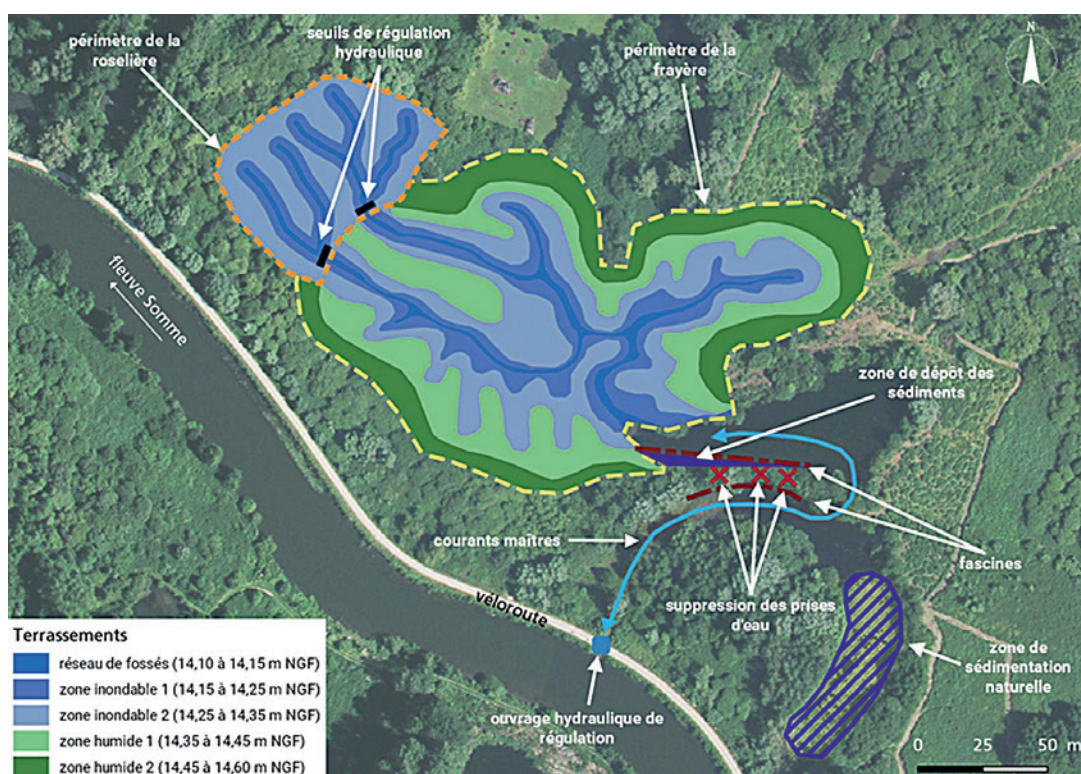 périmètre de la
roselière
seuils de régulation
hydraulique
périmètre de la
frayère
N
fleuve Somme
zone de dépôt des
sédiments
courants maîtres
fascines
suppression des prises
d'eau
véloroute
zone de
sédimentation
naturelle
ouvrage hydraulique de
régulation
Terrassements
réseau de fossés (14,10 à 14,15 m NGF)
zone inondable 1 (14,15 à 14,25 m NGF)
zone inondable 2 (14,25 à 14,35 m NGF)
zone humide 1 (14,35 à 14,45 m NGF)
zone humide 2 (14,45 à 14,60 m NGF)
0 25 50 m